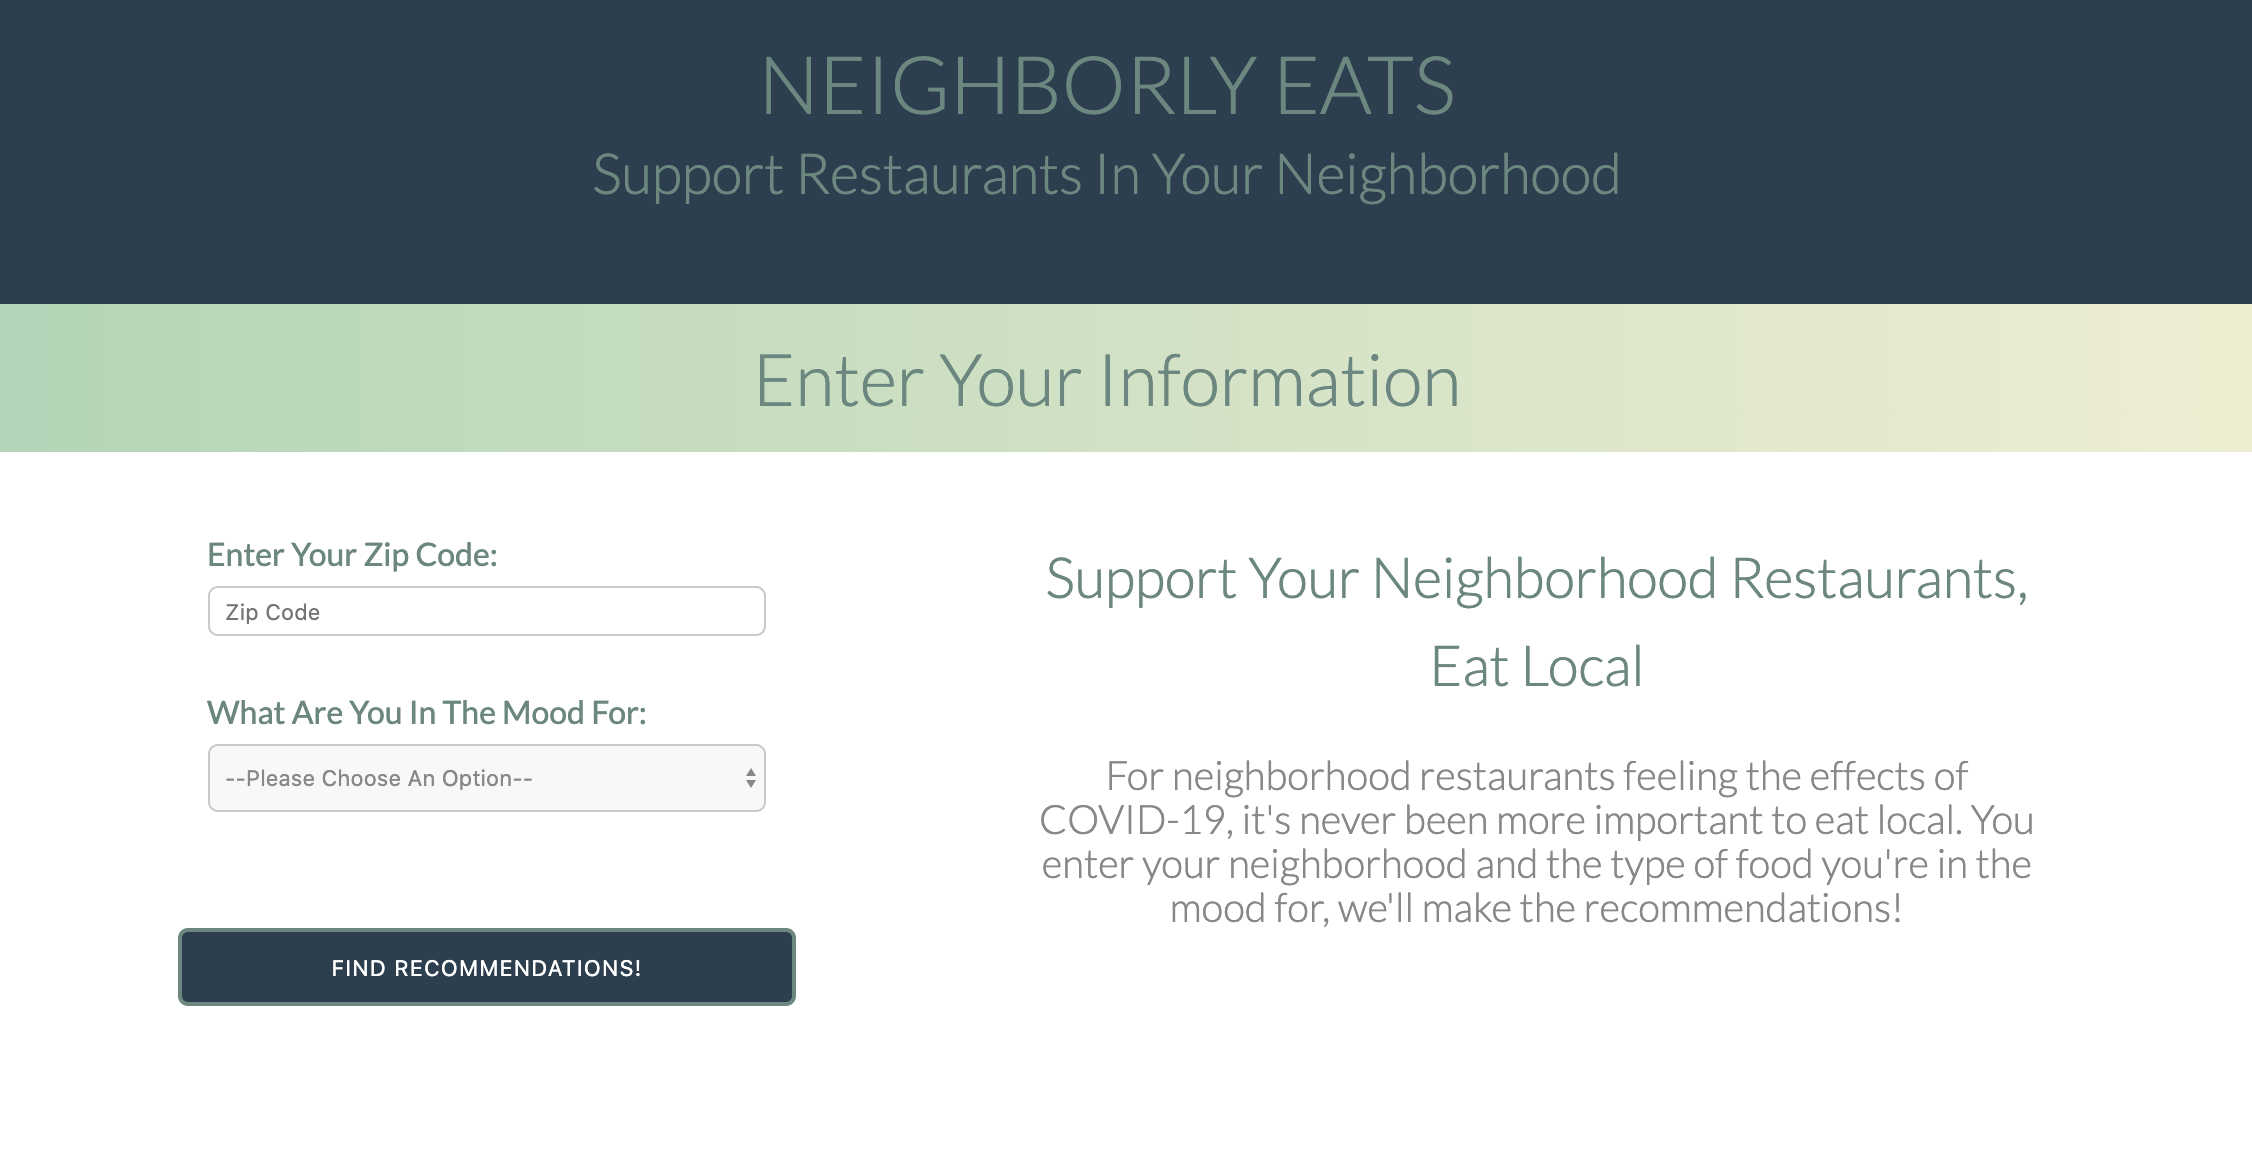 NEIGHBORLY EATS
Support Restaurants In Your Neighborhood
Enter Your Information
Enter Your Zip Code:
Zip Code
What Are You In The Mood For:
--Please Choose An Option--
FIND RECOMMENDATIONS!
Support Your Neighborhood Restaurants,
Eat Local
For neighborhood restaurants feeling the effects of
COVID-19, it's never been more important to eat local. You
enter your neighborhood and the type of food you're in the
mood for, we'll make the recommendations!